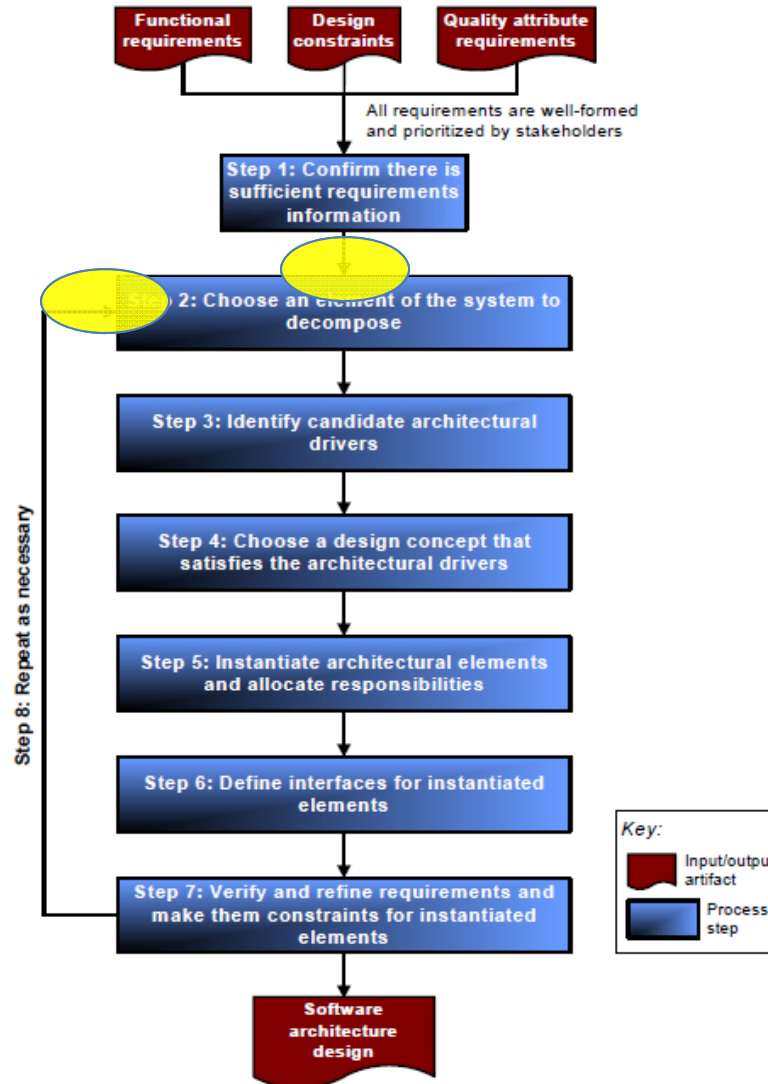 Functional
requirements
Design
constraints
Quality attribute
requirements
All requirements are well-formed
and prioritized by stakeholders
Step 1: Confirm there is
sufficient requirements
information
Step 2: Choose an element of the system to
decompose
Step 3: Identify candidate architectural
drivers
Step 4: Choose a design concept that
satisfies the architectural drivers
Step 5: Instantiate architectural elements
and allocate responsibilities
Step 6: Define interfaces for instantiated
elements
Step 7: Verify and refine requirements and
make them constraints for instantiated
elements
Step 8: Repeat as necessary
Software
architecture
design
Key:
Input/output
artifact
Process
step